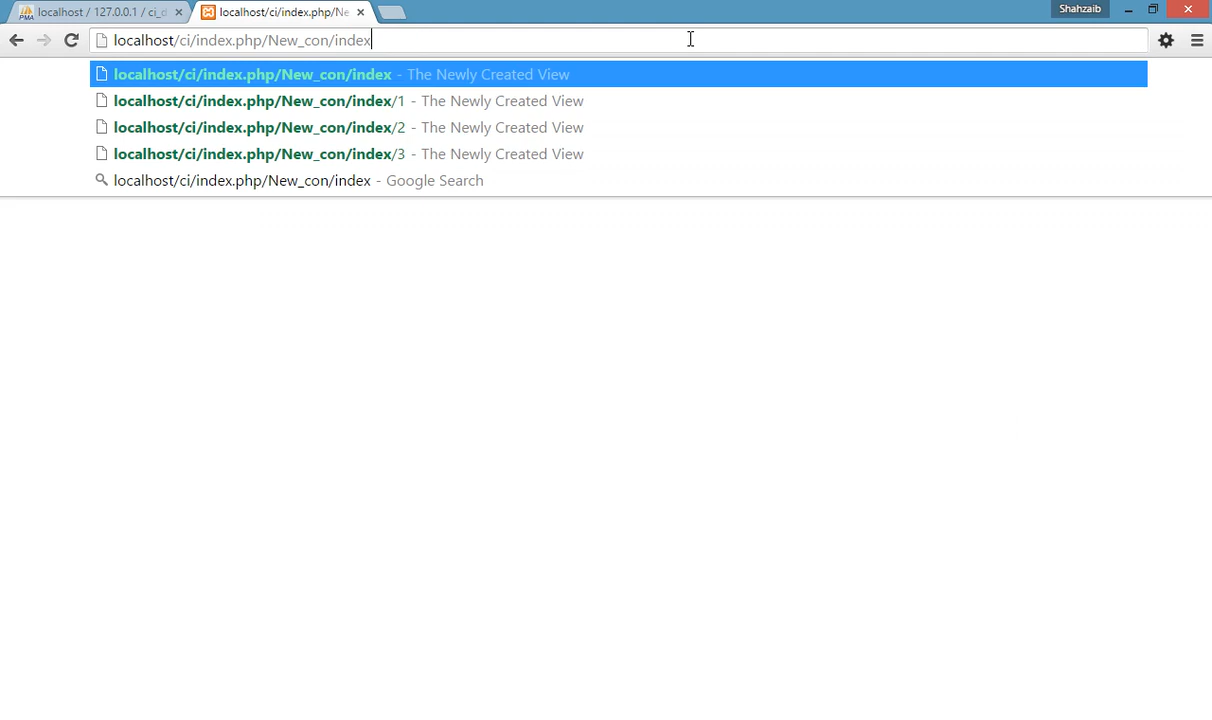 localhost / 127.0.0.1 / ci_d
localhost/ci/index.php/Ne
Shahzaib
localhost/ci/index.php/New_con/index
localhost/ci/index.php/New_con/index - The Newly Created View
localhost/ci/index.php/New_con/index/1 - The Newly Created View
localhost/ci/index.php/New_con/index/2 - The Newly Created View
localhost/ci/index.php/New_con/index/3 - The Newly Created View
localhost/ci/index.php/New_con/index - Google Search